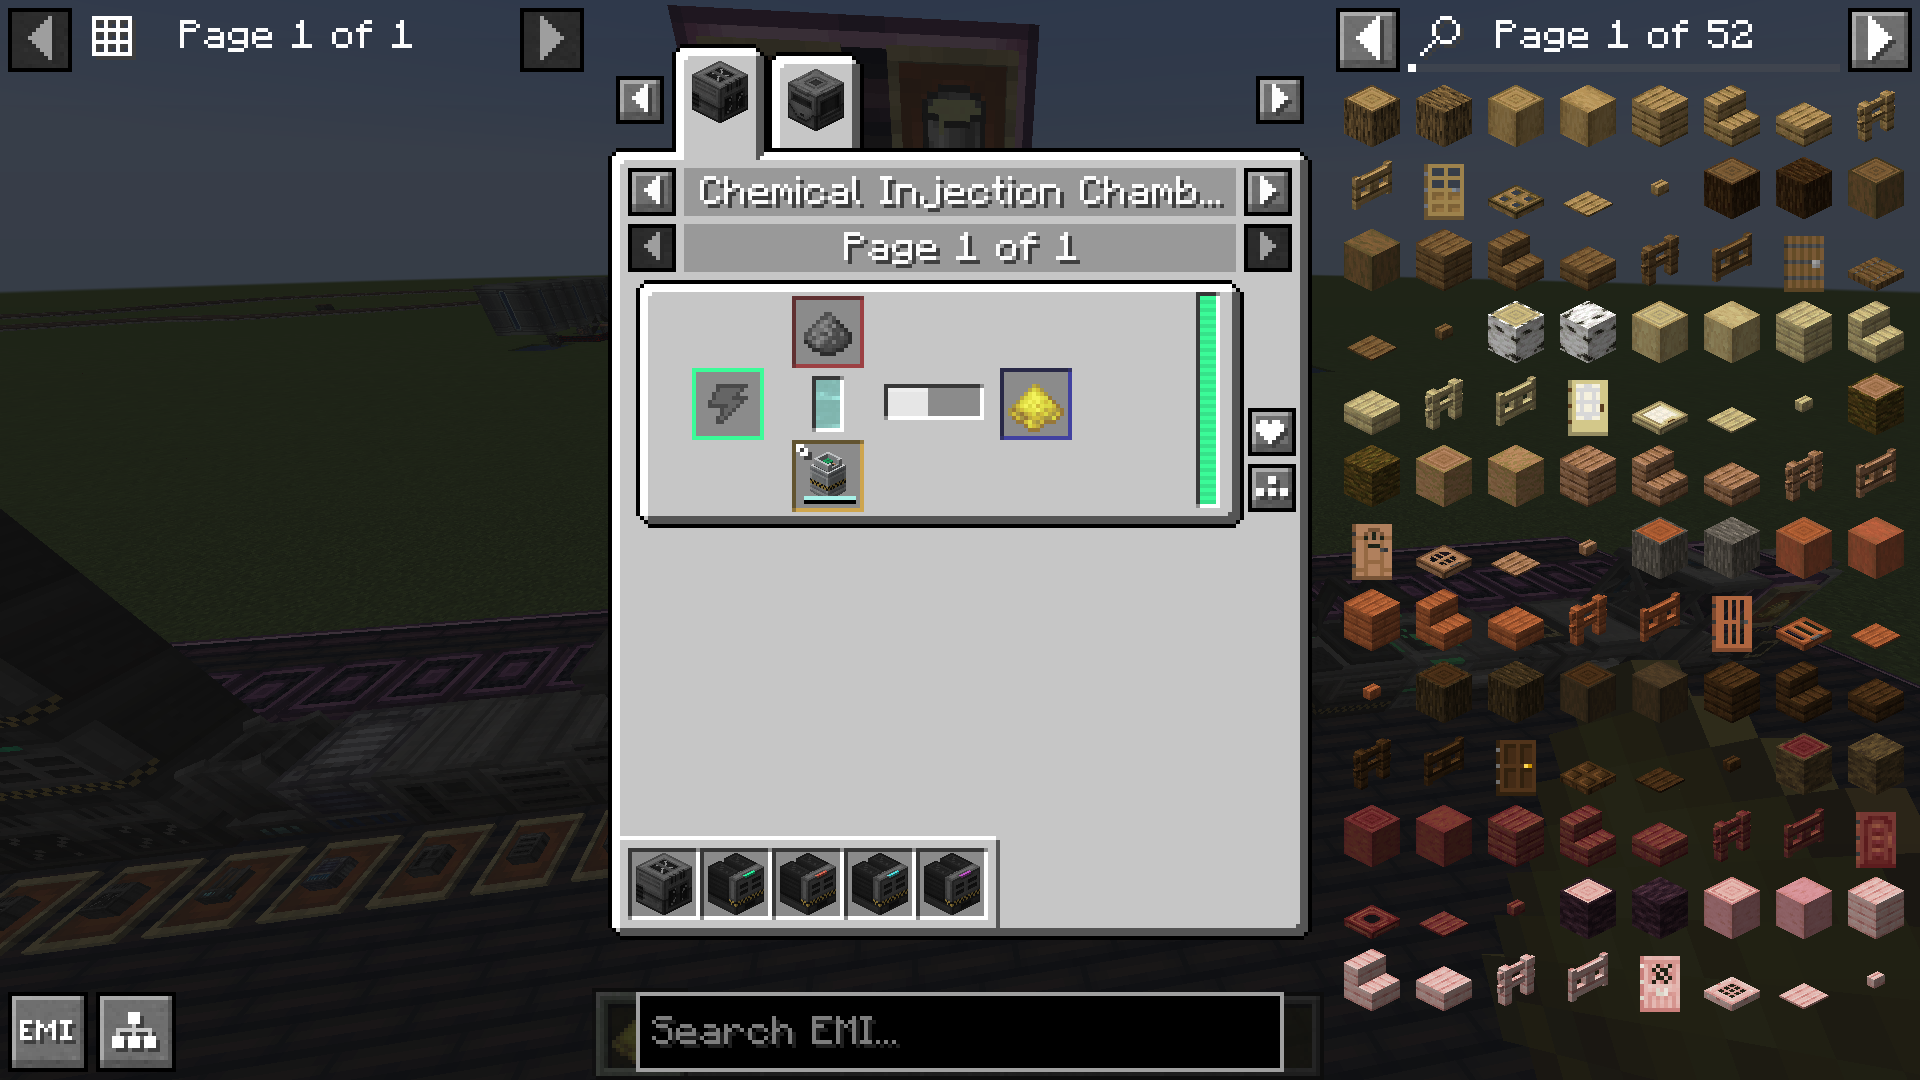 Page 1 of 1
Page 1 of 52
Chemical Injection Chamb...
Page 1 of 1
EMI
Search EMI...